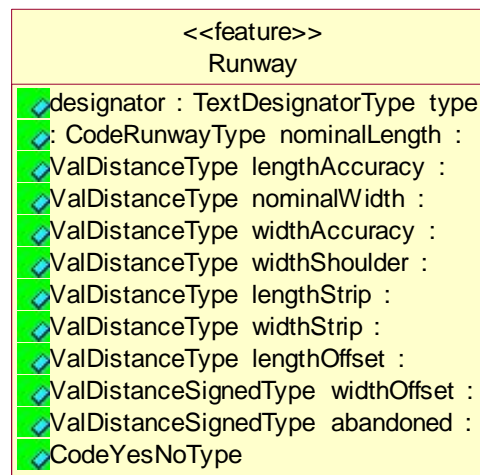 <<feature>>
Runway
designator : TextDesignatorType type
: CodeRunwayType nominalLength :
ValDistanceType lengthAccuracy :
ValDistanceType nominalWidth :
ValDistanceType widthAccuracy :
ValDistanceType widthShoulder :
ValDistanceType lengthStrip :
ValDistanceType widthStrip :
ValDistanceType lengthOffset :
ValDistanceSignedType widthOffset :
ValDistanceSignedType abandoned :
CodeYesNoType